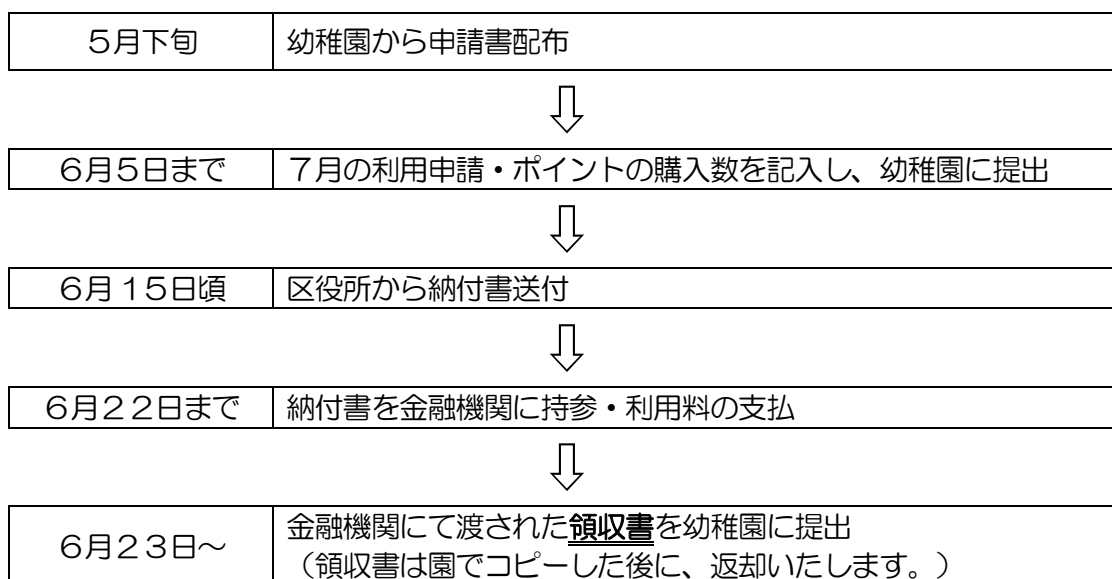 ５月下旬 幼稚園から申請書配布
６月５日まで ７月の利用申請・ポイントの購入数を記入し、幼稚園に提出
６月１５日頃 区役所から納付書送付
６月２２日まで 納付書を金融機関に持参・利用料の支払
６月２３日～ 金融機関にて渡された領収書を幼稚園に提出
（領収書は園でコピーした後に、返却いたします。）